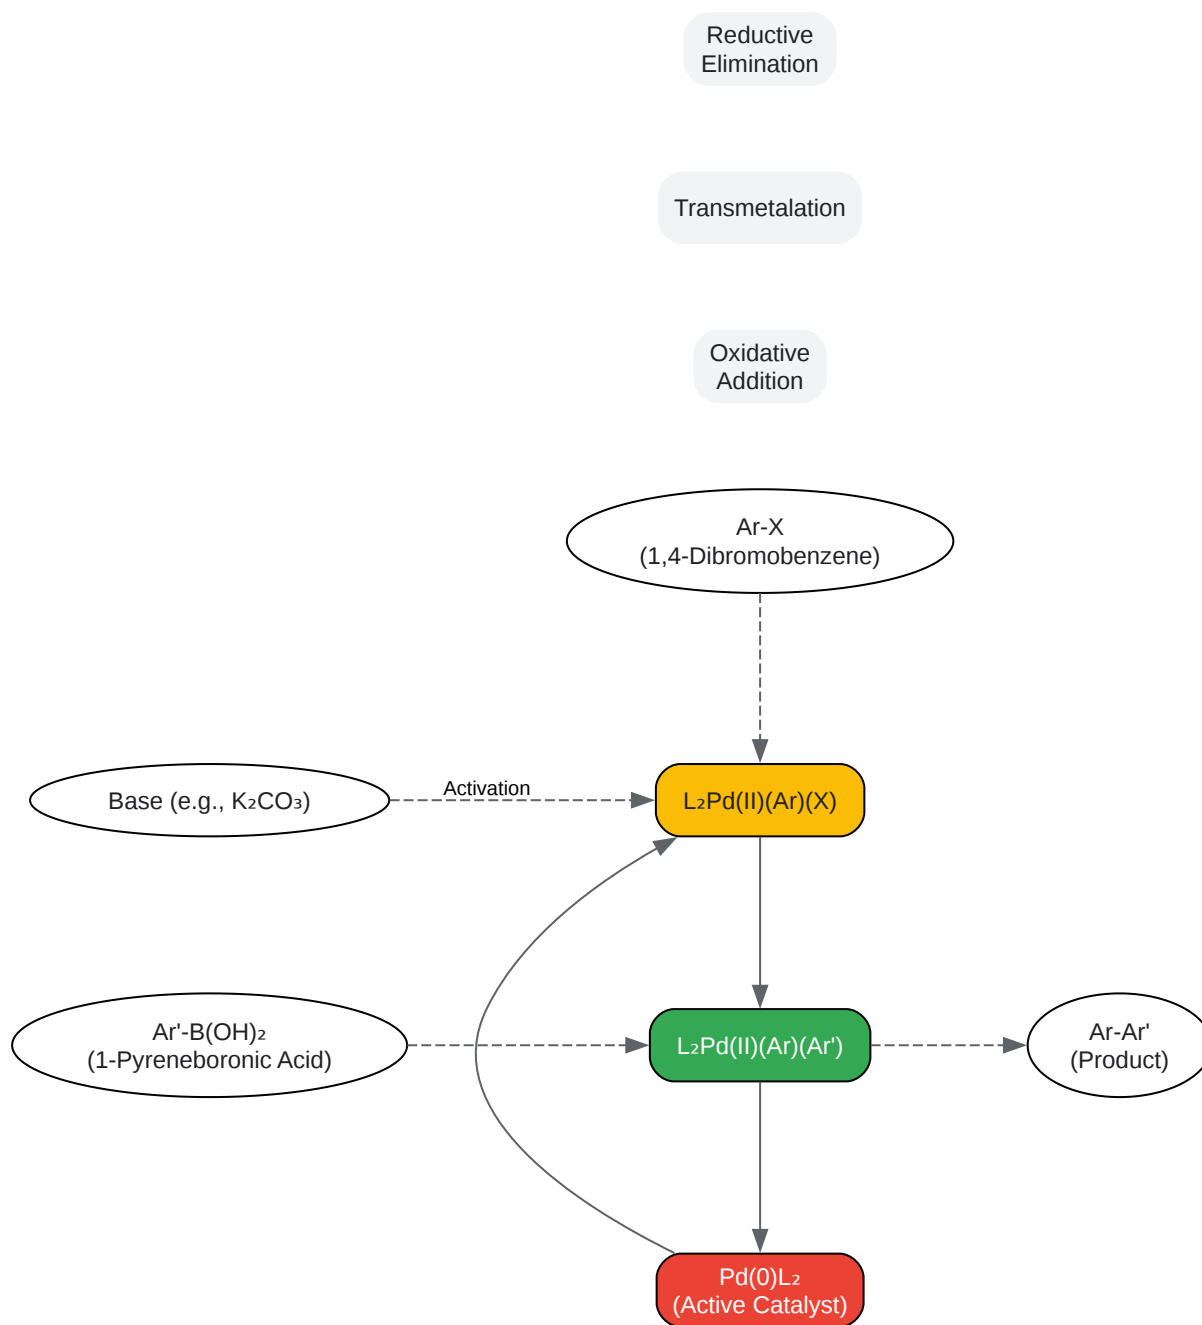 Reductive
Elimination
Transmetalation
Oxidative
Addition
Ar-X
(1,4-Dibromobenzene)
Base (e.g., K₂CO₃)
Activation
L₂Pd(II)(Ar)(X)
Ar'-B(OH)₂
(1-Pyreneboronic Acid)
L₂Pd(II)(Ar)(Ar')
Ar-Ar'
(Product)
Pd(0)L₂
(Active Catalyst)